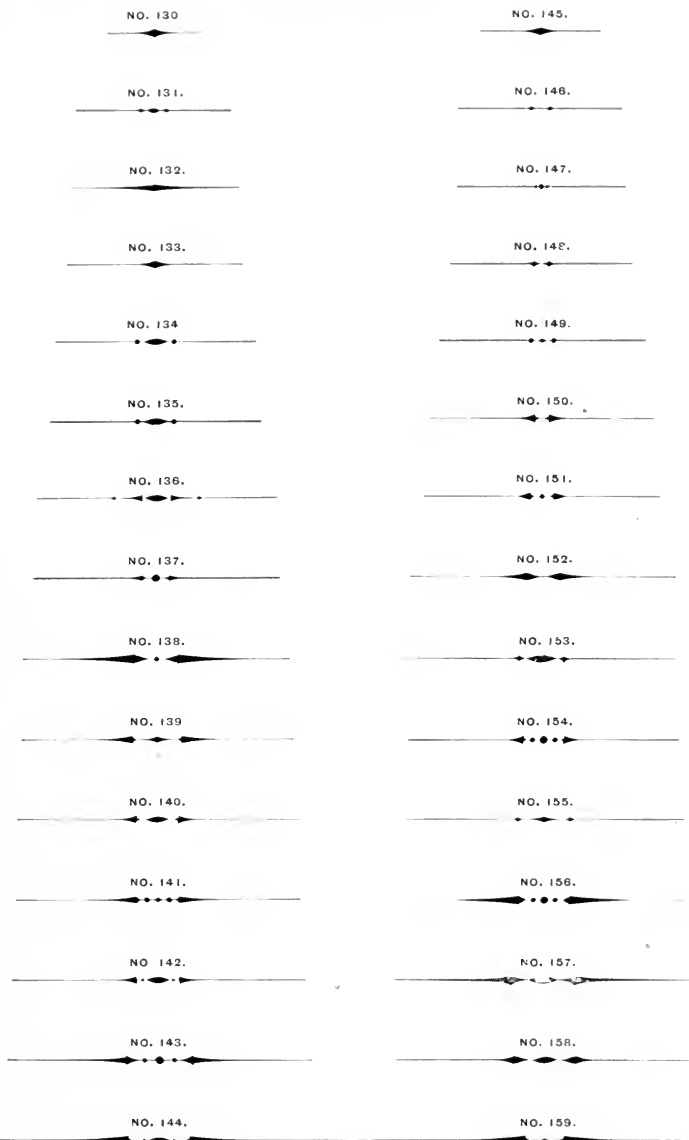 NO. 130
NO. 131.
NO. 132.
NO. 133.
NO. 134
NO. 135.
NO. 136.
NO. 137.
NO. 138.
NO. 139
NO. 140.
NO. 141.
NO 142.
NO. 143.
NO. 144.
NO. 145.
NO. 146.
NO. 147.
NO. 148.
NO. 149.
NO. 150.
NO. 151.
NO. 152.
NO. 153.
NO. 154.
NO. 155.
NO. 156.
NO. 157.
NO. 158.
NO. 159.